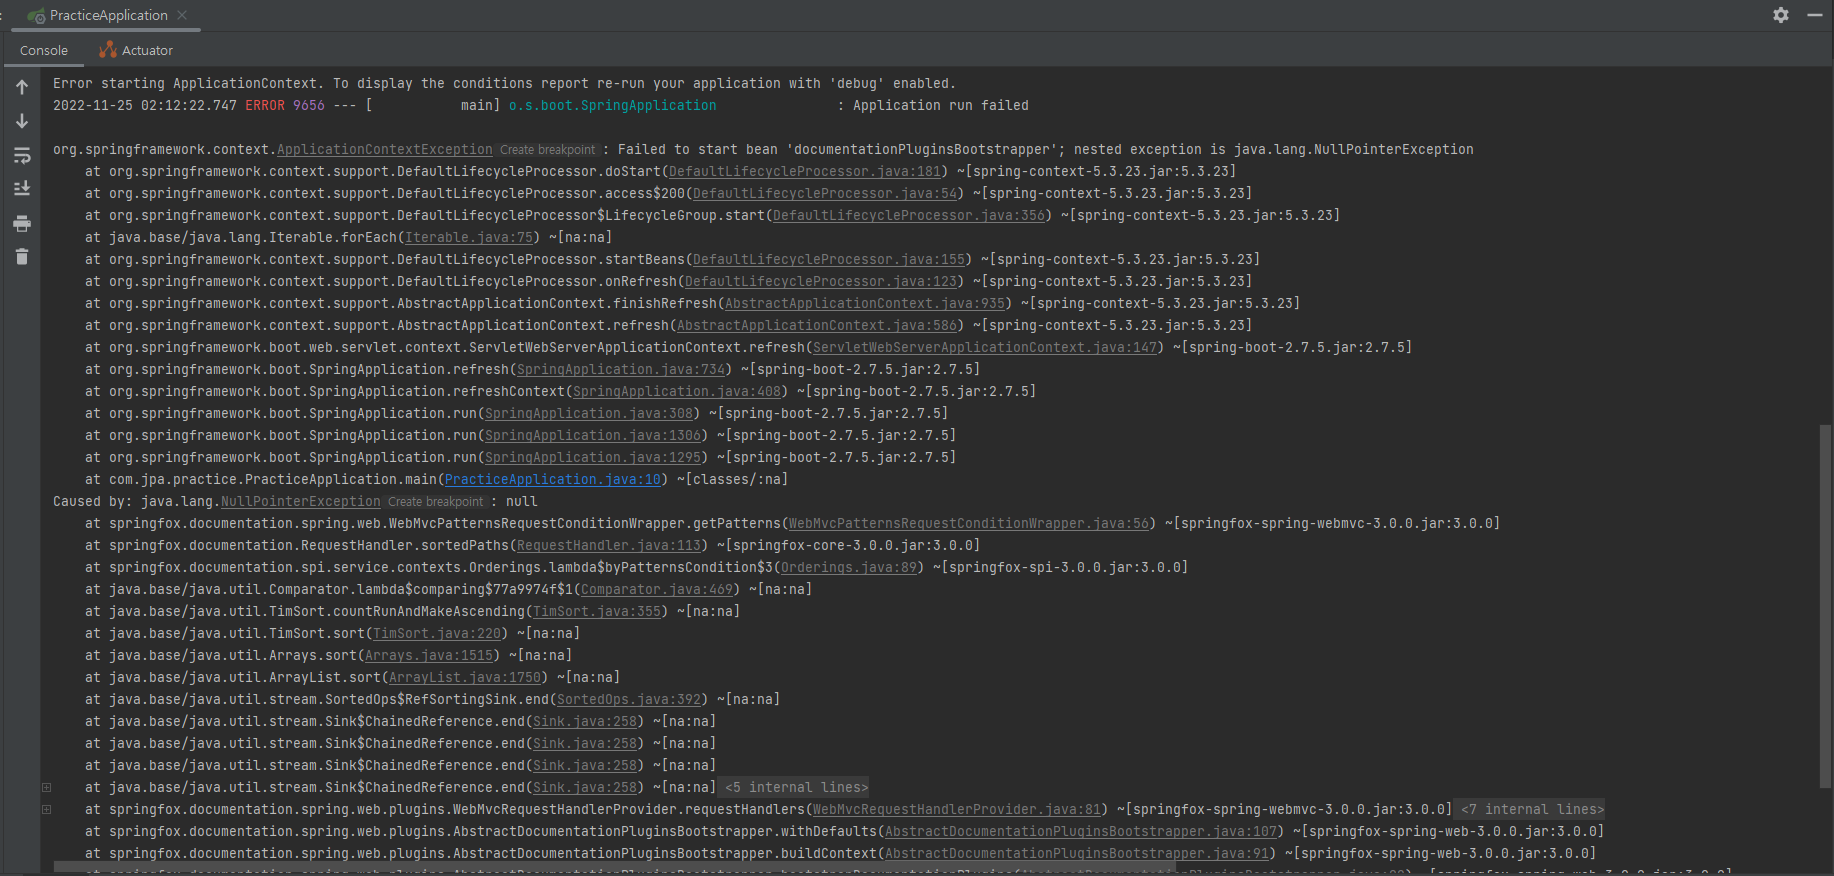 PracticeApplication
Console
Actuator
Error starting ApplicationContext. To display the conditions report re-run your application with 'debug' enabled.
2022-11-25 02:12:22.747 ERROR 9656 --- [           main] o.s.boot.SpringApplication               : Application run failed
org.springframework.context.ApplicationContextException Create breakpoint : Failed to start bean 'documentationPluginsBootstrapper'; nested exception is java.lang.NullPointerException
at org.springframework.context.support.DefaultLifecycleProcessor.doStart(DefaultLifecycleProcessor.java:181) ~[spring-context-5.3.23.jar:5.3.23]
at org.springframework.context.support.DefaultLifecycleProcessor.access$200(DefaultLifecycleProcessor.java:54) ~[spring-context-5.3.23.jar:5.3.23]
at org.springframework.context.support.DefaultLifecycleProcessor$LifecycleGroup.start(DefaultLifecycleProcessor.java:356) ~[spring-context-5.3.23.jar:5.3.23]
at java.base/java.lang.Iterable.forEach(Iterable.java:75) ~[na:na]
at org.springframework.context.support.DefaultLifecycleProcessor.startBeans(DefaultLifecycleProcessor.java:155) ~[spring-context-5.3.23.jar:5.3.23]
at org.springframework.context.support.DefaultLifecycleProcessor.onRefresh(DefaultLifecycleProcessor.java:123) ~[spring-context-5.3.23.jar:5.3.23]
at org.springframework.context.support.AbstractApplicationContext.finishRefresh(AbstractApplicationContext.java:935) ~[spring-context-5.3.23.jar:5.3.23]
at org.springframework.context.support.AbstractApplicationContext.refresh(AbstractApplicationContext.java:586) ~[spring-context-5.3.23.jar:5.3.23]
at org.springframework.boot.web.servlet.context.ServletWebServerApplicationContext.refresh(ServletWebServerApplicationContext.java:147) ~[spring-boot-2.7.5.jar:2.7.5]
at org.springframework.boot.SpringApplication.refresh(SpringApplication.java:734) ~[spring-boot-2.7.5.jar:2.7.5]
at org.springframework.boot.SpringApplication.refreshContext(SpringApplication.java:408) ~[spring-boot-2.7.5.jar:2.7.5]
at org.springframework.boot.SpringApplication.run(SpringApplication.java:308) ~[spring-boot-2.7.5.jar:2.7.5]
at org.springframework.boot.SpringApplication.run(SpringApplication.java:1306) ~[spring-boot-2.7.5.jar:2.7.5]
at org.springframework.boot.SpringApplication.run(SpringApplication.java:1295) ~[spring-boot-2.7.5.jar:2.7.5]
at com.jpa.practice.PracticeApplication.main(PracticeApplication.java:10) ~[classes/:na]
Caused by: java.lang.NullPointerException Create breakpoint : null
at springfox.documentation.spring.web.WebMvcPatternsRequestConditionWrapper.getPatterns(WebMvcPatternsRequestConditionWrapper.java:56) ~[springfox-spring-webmvc-3.0.0.jar:3.0.0]
at springfox.documentation.RequestHandler.sortedPaths(RequestHandler.java:113) ~[springfox-core-3.0.0.jar:3.0.0]
at springfox.documentation.spi.service.contexts.Orderings.lambda$byPatternsCondition$3(Orderings.java:89) ~[springfox-spi-3.0.0.jar:3.0.0]
at java.base/java.util.Comparator.lambda$comparing$77a9974f$1(Comparator.java:469) ~[na:na]
at java.base/java.util.TimSort.countRunAndMakeAscending(TimSort.java:355) ~[na:na]
at java.base/java.util.TimSort.sort(TimSort.java:220) ~[na:na]
at java.base/java.util.Arrays.sort(Arrays.java:1515) ~[na:na]
at java.base/java.util.ArrayList.sort(ArrayList.java:1750) ~[na:na]
at java.base/java.util.stream.SortedOps$RefSortingSink.end(SortedOps.java:392) ~[na:na]
at java.base/java.util.stream.Sink$ChainedReference.end(Sink.java:258) ~[na:na]
at java.base/java.util.stream.Sink$ChainedReference.end(Sink.java:258) ~[na:na]
at java.base/java.util.stream.Sink$ChainedReference.end(Sink.java:258) ~[na:na]
at java.base/java.util.stream.Sink$ChainedReference.end(Sink.java:258) ~[na:na] <5 internal lines>
at springfox.documentation.spring.web.plugins.WebMvcRequestHandlerProvider.requestHandlers(WebMvcRequestHandlerProvider.java:81) ~[springfox-spring-webmvc-3.0.0.jar:3.0.0] <7 internal lines>
at springfox.documentation.spring.web.plugins.AbstractDocumentationPluginsBootstrapper.withDefaults(AbstractDocumentationPluginsBootstrapper.java:107) ~[springfox-spring-web-3.0.0.jar:3.0.0]
at springfox.documentation.spring.web.plugins.AbstractDocumentationPluginsBootstrapper.buildContext(AbstractDocumentationPluginsBootstrapper.java:91) ~[springfox-spring-web-3.0.0.jar:3.0.0]